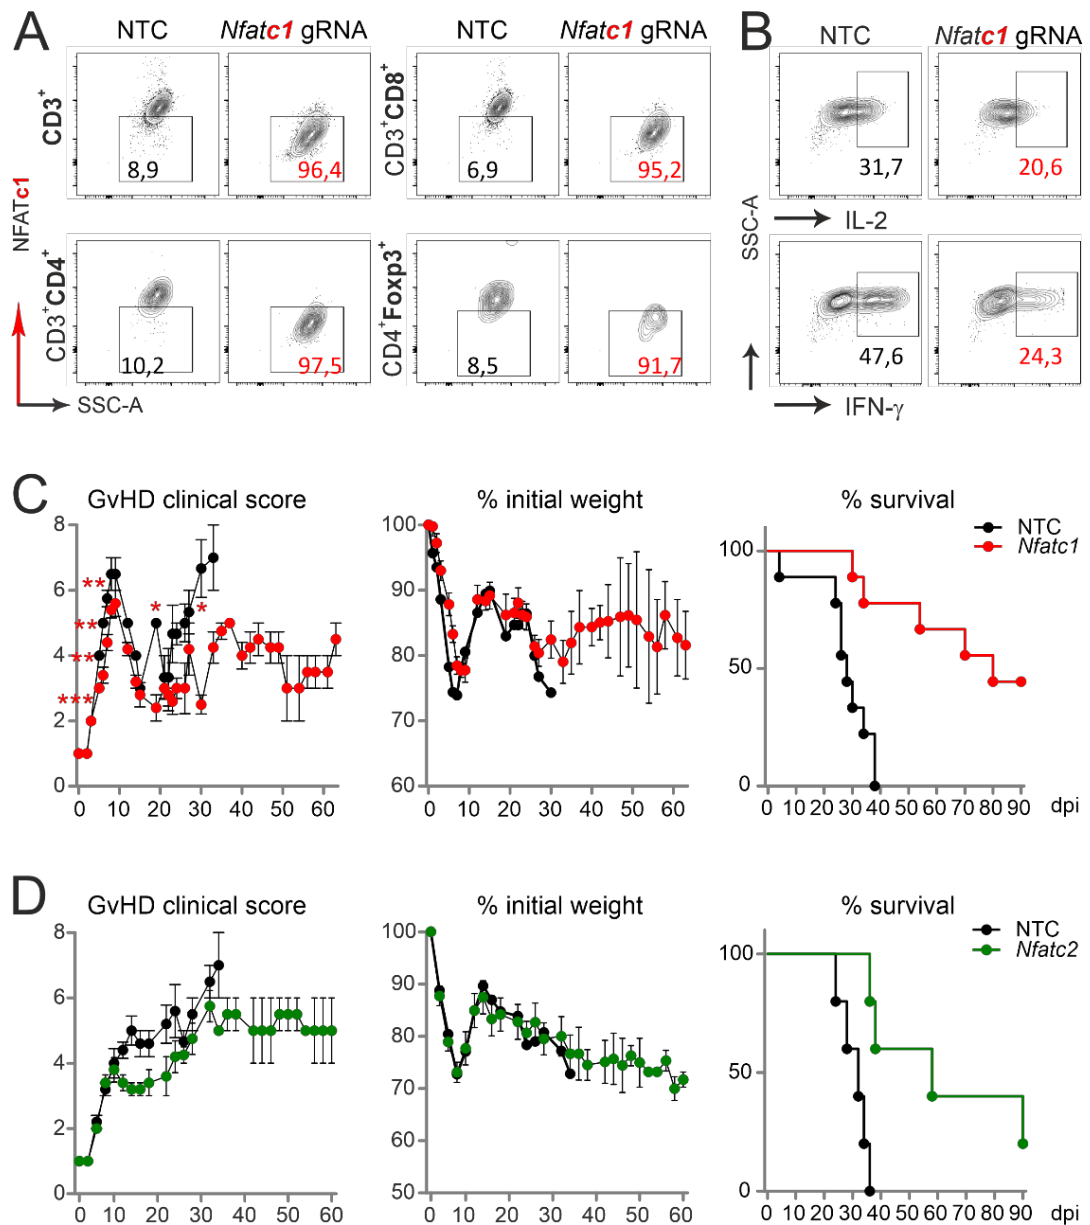 A
NTC
Nfatc1 gRNA
NTC
Nfatc1 gRNA
CD3+
8,9
96,4
CD3+CD8+
6,9
95,2
NFATc1
CD3+CD4+
10,2
97,5
CD4+Foxp3+
8,5
91,7
SSC-A
B
NTC
Nfatc1 gRNA
31,7
20,6
SSC-A
IL-2
47,6
24,3
IFN-γ
C
GvHD clinical score
8
6
4
2
0
**
**
**
***
*
*
0 10 20 30 40 50 60
% initial weight
100
90
80
70
60
0 10 20 30 40 50 60
% survival
NTC
Nfatc1
100
50
0
0 10 20 30 40 50 60 70 80 90 dpi
D
GvHD clinical score
8
6
4
2
0
0 10 20 30 40 50 60
% initial weight
100
90
80
70
60
50
0 10 20 30 40 50 60
% survival
NTC
Nfatc2
100
50
0
0 10 20 30 40 50 60 70 80 90 dpi